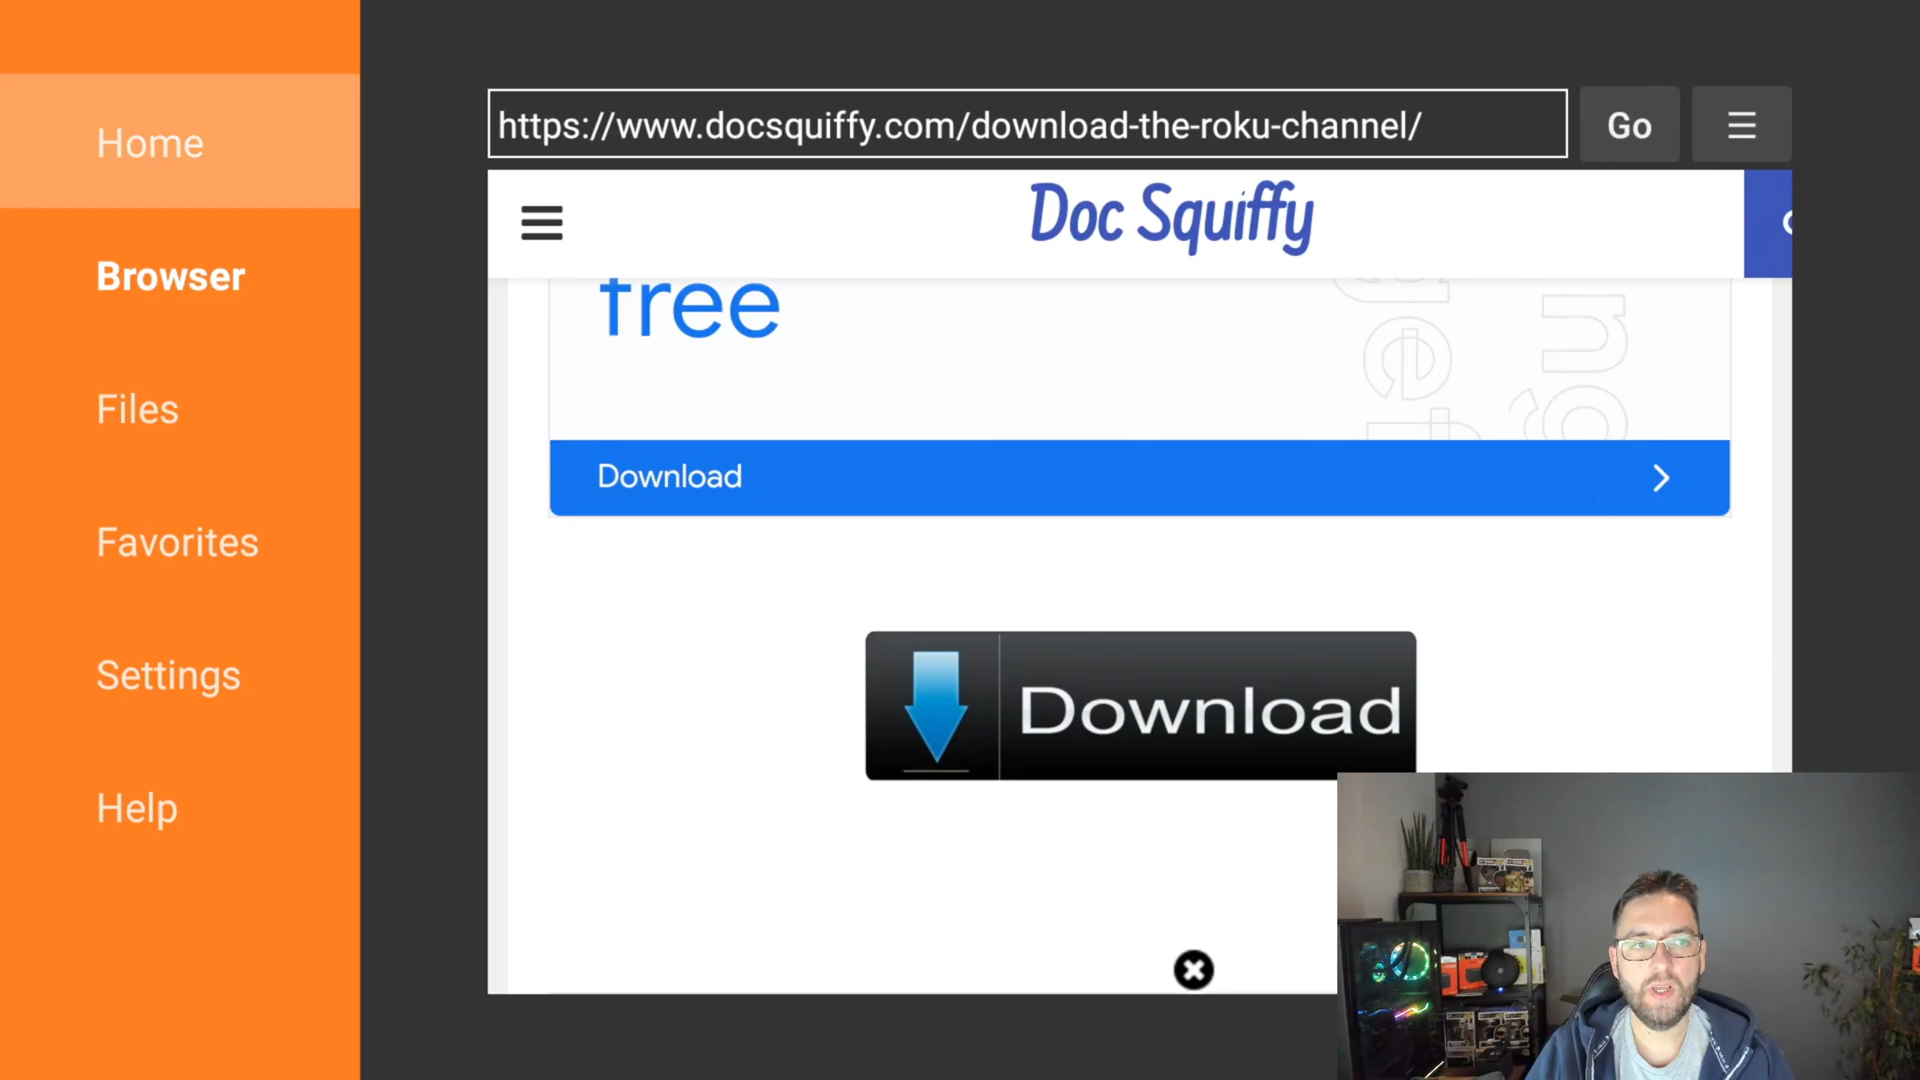 Home
Browser
Files
Favorites
Settings
Help
https://www.docsquiffy.com/download-the-roku-channel/
Go
Doc Squiffy
free
Download
Download